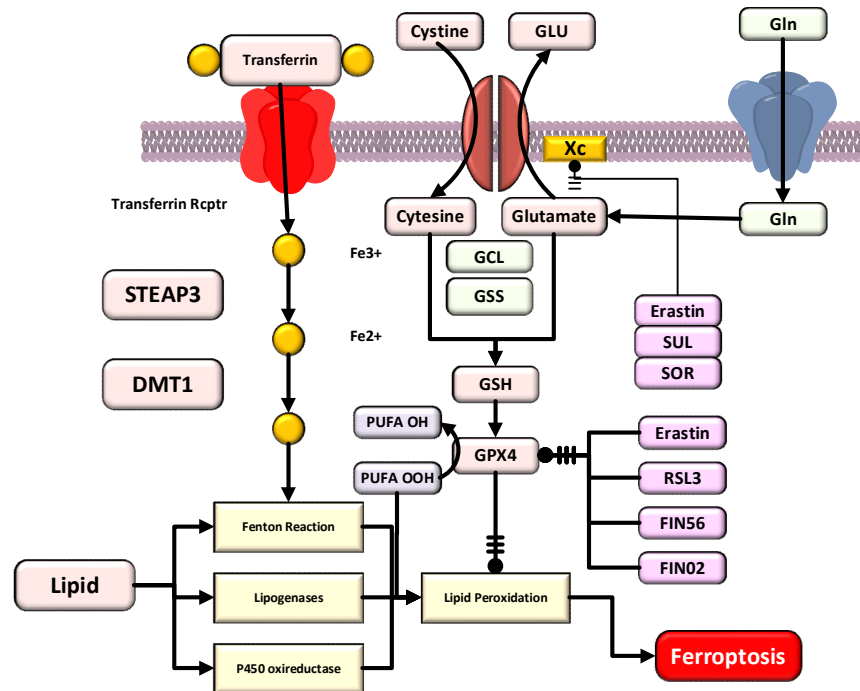 Cystine
GLU
Gln
Transferrin
Xc
Transferrin Rcptr
Cytesine
Glutamate
Gln
Fe3+
GCL
STEAP3
GSS
Erastin
Fe2+
SUL
DMT1
SOR
GSH
PUFA OH
Erastin
GPX4
PUFA OOH
RSL3
Fenton Reaction
FIN56
FIN02
Lipid
Lipogenases
Lipid Peroxidation
P450 oxireductase
Ferroptosis